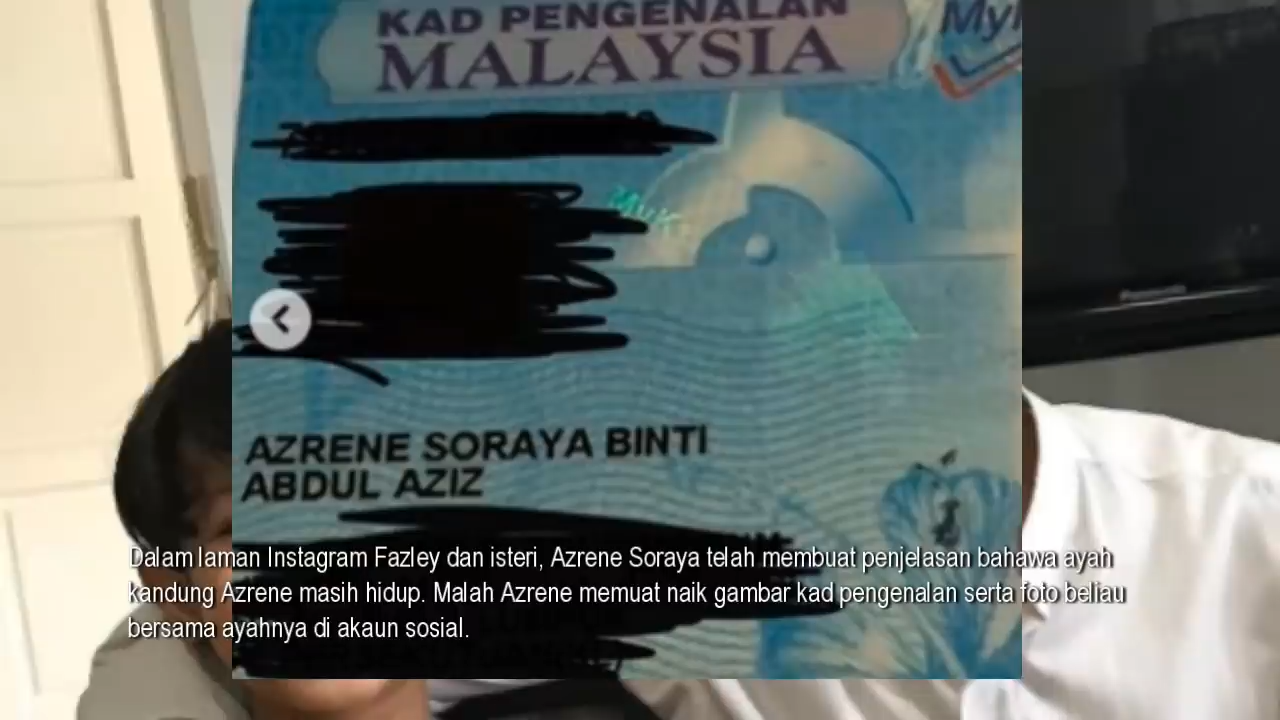 KAD PENGENALAN
MALAYSIA
AZRENE SORAYA BINTI
ABDUL AZIZ
Dalam laman Instagram Fazley dan isteri, Azrene Soraya telah membuat penjelasan bahawa ayah
kandung Azrene masih hidup. Malah Azrene memuat naik gambar kad pengenalan serta foto beliau
bersama ayahnya di akaun sosial.